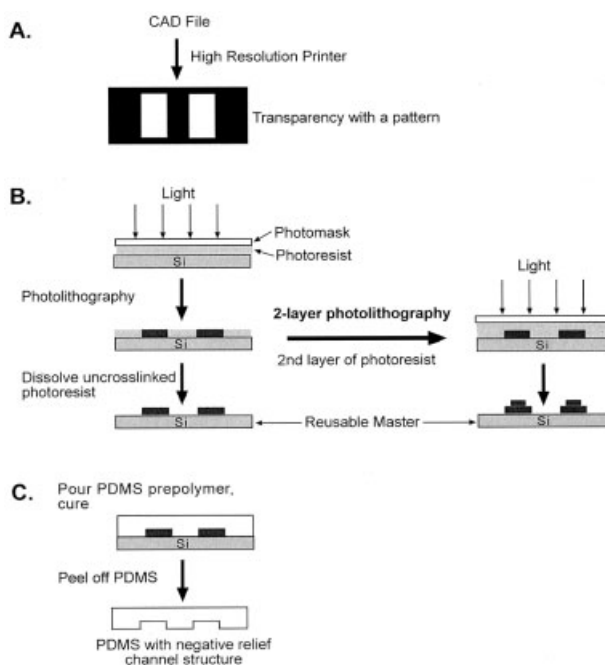 A.
CAD File
High Resolution Printer
Transparency with a pattern
B.
Light
Photomask
Photoresist
Si
Photolithography
Si
2-layer photolithography
2nd layer of photoresist
Light
Si
Dissolve uncrosslinked
photoresist
Si
Reusable Master
Si
C.
Pour PDMS prepolymer,
cure
Si
Peel off PDMS
PDMS with negative relief
channel structure